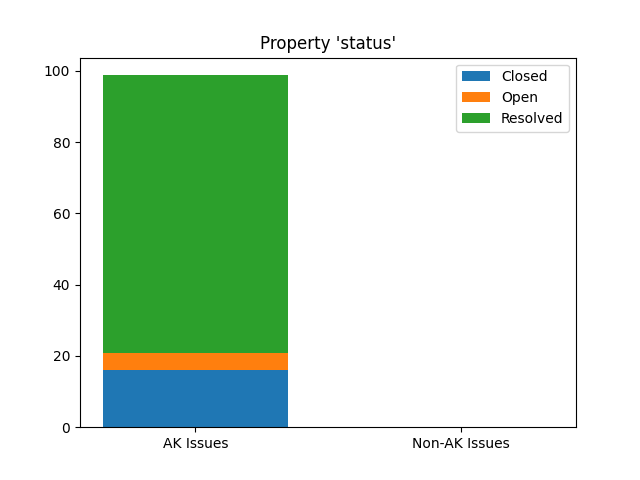 Property 'status'
100
80
60
40
20
0
Closed
Open
Resolved
AK Issues
Non-AK Issues